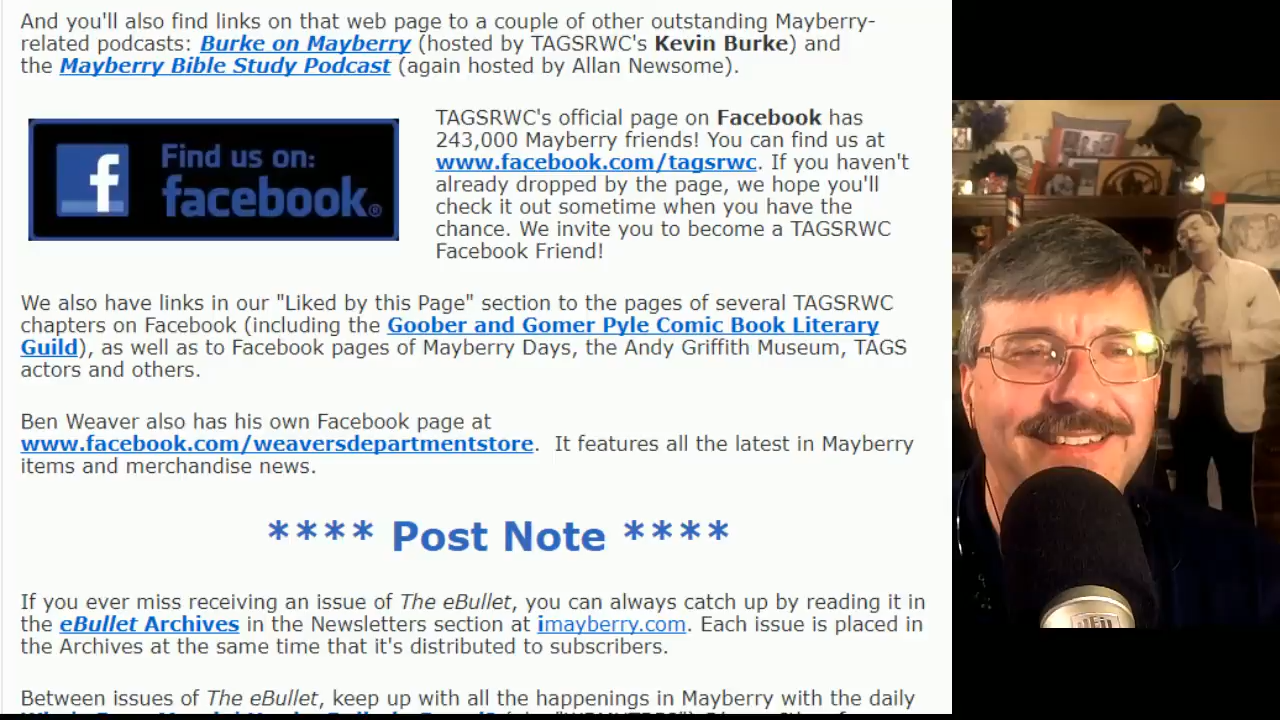 And you'll also find links on that web page to a couple of other outstanding Mayberry-
related podcasts: Burke on Mayberry (hosted by TAGSRWC's Kevin Burke) and
the Mayberry Bible Study Podcast (again hosted by Allan Newsome).
Find us on:
facebook®
TAGSRWC's official page on Facebook has
243,000 Mayberry friends! You can find us at
www.facebook.com/tagsrwc. If you haven't
already dropped by the page, we hope you'll
check it out sometime when you have the
chance. We invite you to become a TAGSRWC
Facebook Friend!
We also have links in our "Liked by this Page" section to the pages of several TAGSRWC
chapters on Facebook (including the Goober and Gomer Pyle Comic Book Literary
Guild), as well as to Facebook pages of Mayberry Days, the Andy Griffith Museum, TAGS
actors and others.
Ben Weaver also has his own Facebook page at
www.facebook.com/weaversdepartmentstore. It features all the latest in Mayberry
items and merchandise news.
**** Post Note ****
If you ever miss receiving an issue of The eBullet, you can always catch up by reading it in
the eBullet Archives in the Newsletters section at imayberry.com. Each issue is placed in
the Archives at the same time that it's distributed to subscribers.
Between issues of The eBullet, keep up with all the happenings in Mayberry with the daily